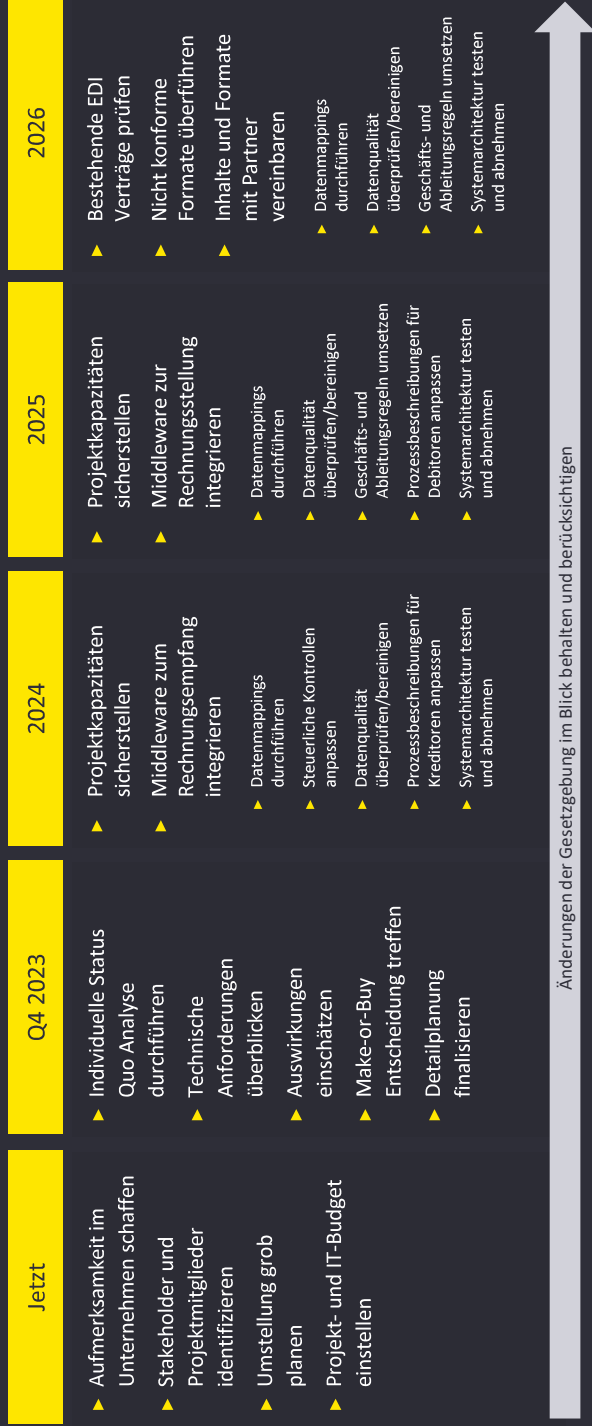 Jetzt
Aufmerksamkeit im
Unternehmen schaffen
Stakeholder und
Projektmitglieder
identifizieren
Umstellung grob
planen
Projekt- und IT-Budget
einstellen
Q4 2023
Individuelle Status
Quo Analyse
durchführen
Technische
Anforderungen
überblicken
Auswirkungen
einschätzen
Make-or-Buy
Entscheidung treffen
Detailplanung
finalisieren
2024
Projektkapazitäten
sicherstellen
Middleware zum
Rechnungsempfang
integrieren
Datenmappings
durchführen
Steuerliche Kontrollen
anpassen
Datenqualität
überprüfen/bereinigen
Prozessbeschreibungen für
Kreditoren anpassen
Systemarchitektur testen
und abnehmen
2025
Projektkapazitäten
sicherstellen
Middleware zur
Rechnungsstellung
integrieren
Datenmappings
durchführen
Datenqualität
überprüfen/bereinigen
Geschäfts- und
Ableitungsregeln umsetzen
Prozessbeschreibungen für
Debitoren anpassen
Systemarchitektur testen
und abnehmen
2026
Bestehende EDI
Verträge prüfen
Nicht konforme
Formate überführen
Inhalte und Formate
mit Partner
vereinbaren
Datenmappings
durchführen
Datenqualität
überprüfen/bereinigen
Geschäfts- und
Ableitungsregeln umsetzen
Systemarchitektur testen
und abnehmen
Änderungen der Gesetzgebung im Blick behalten und berücksichtigen